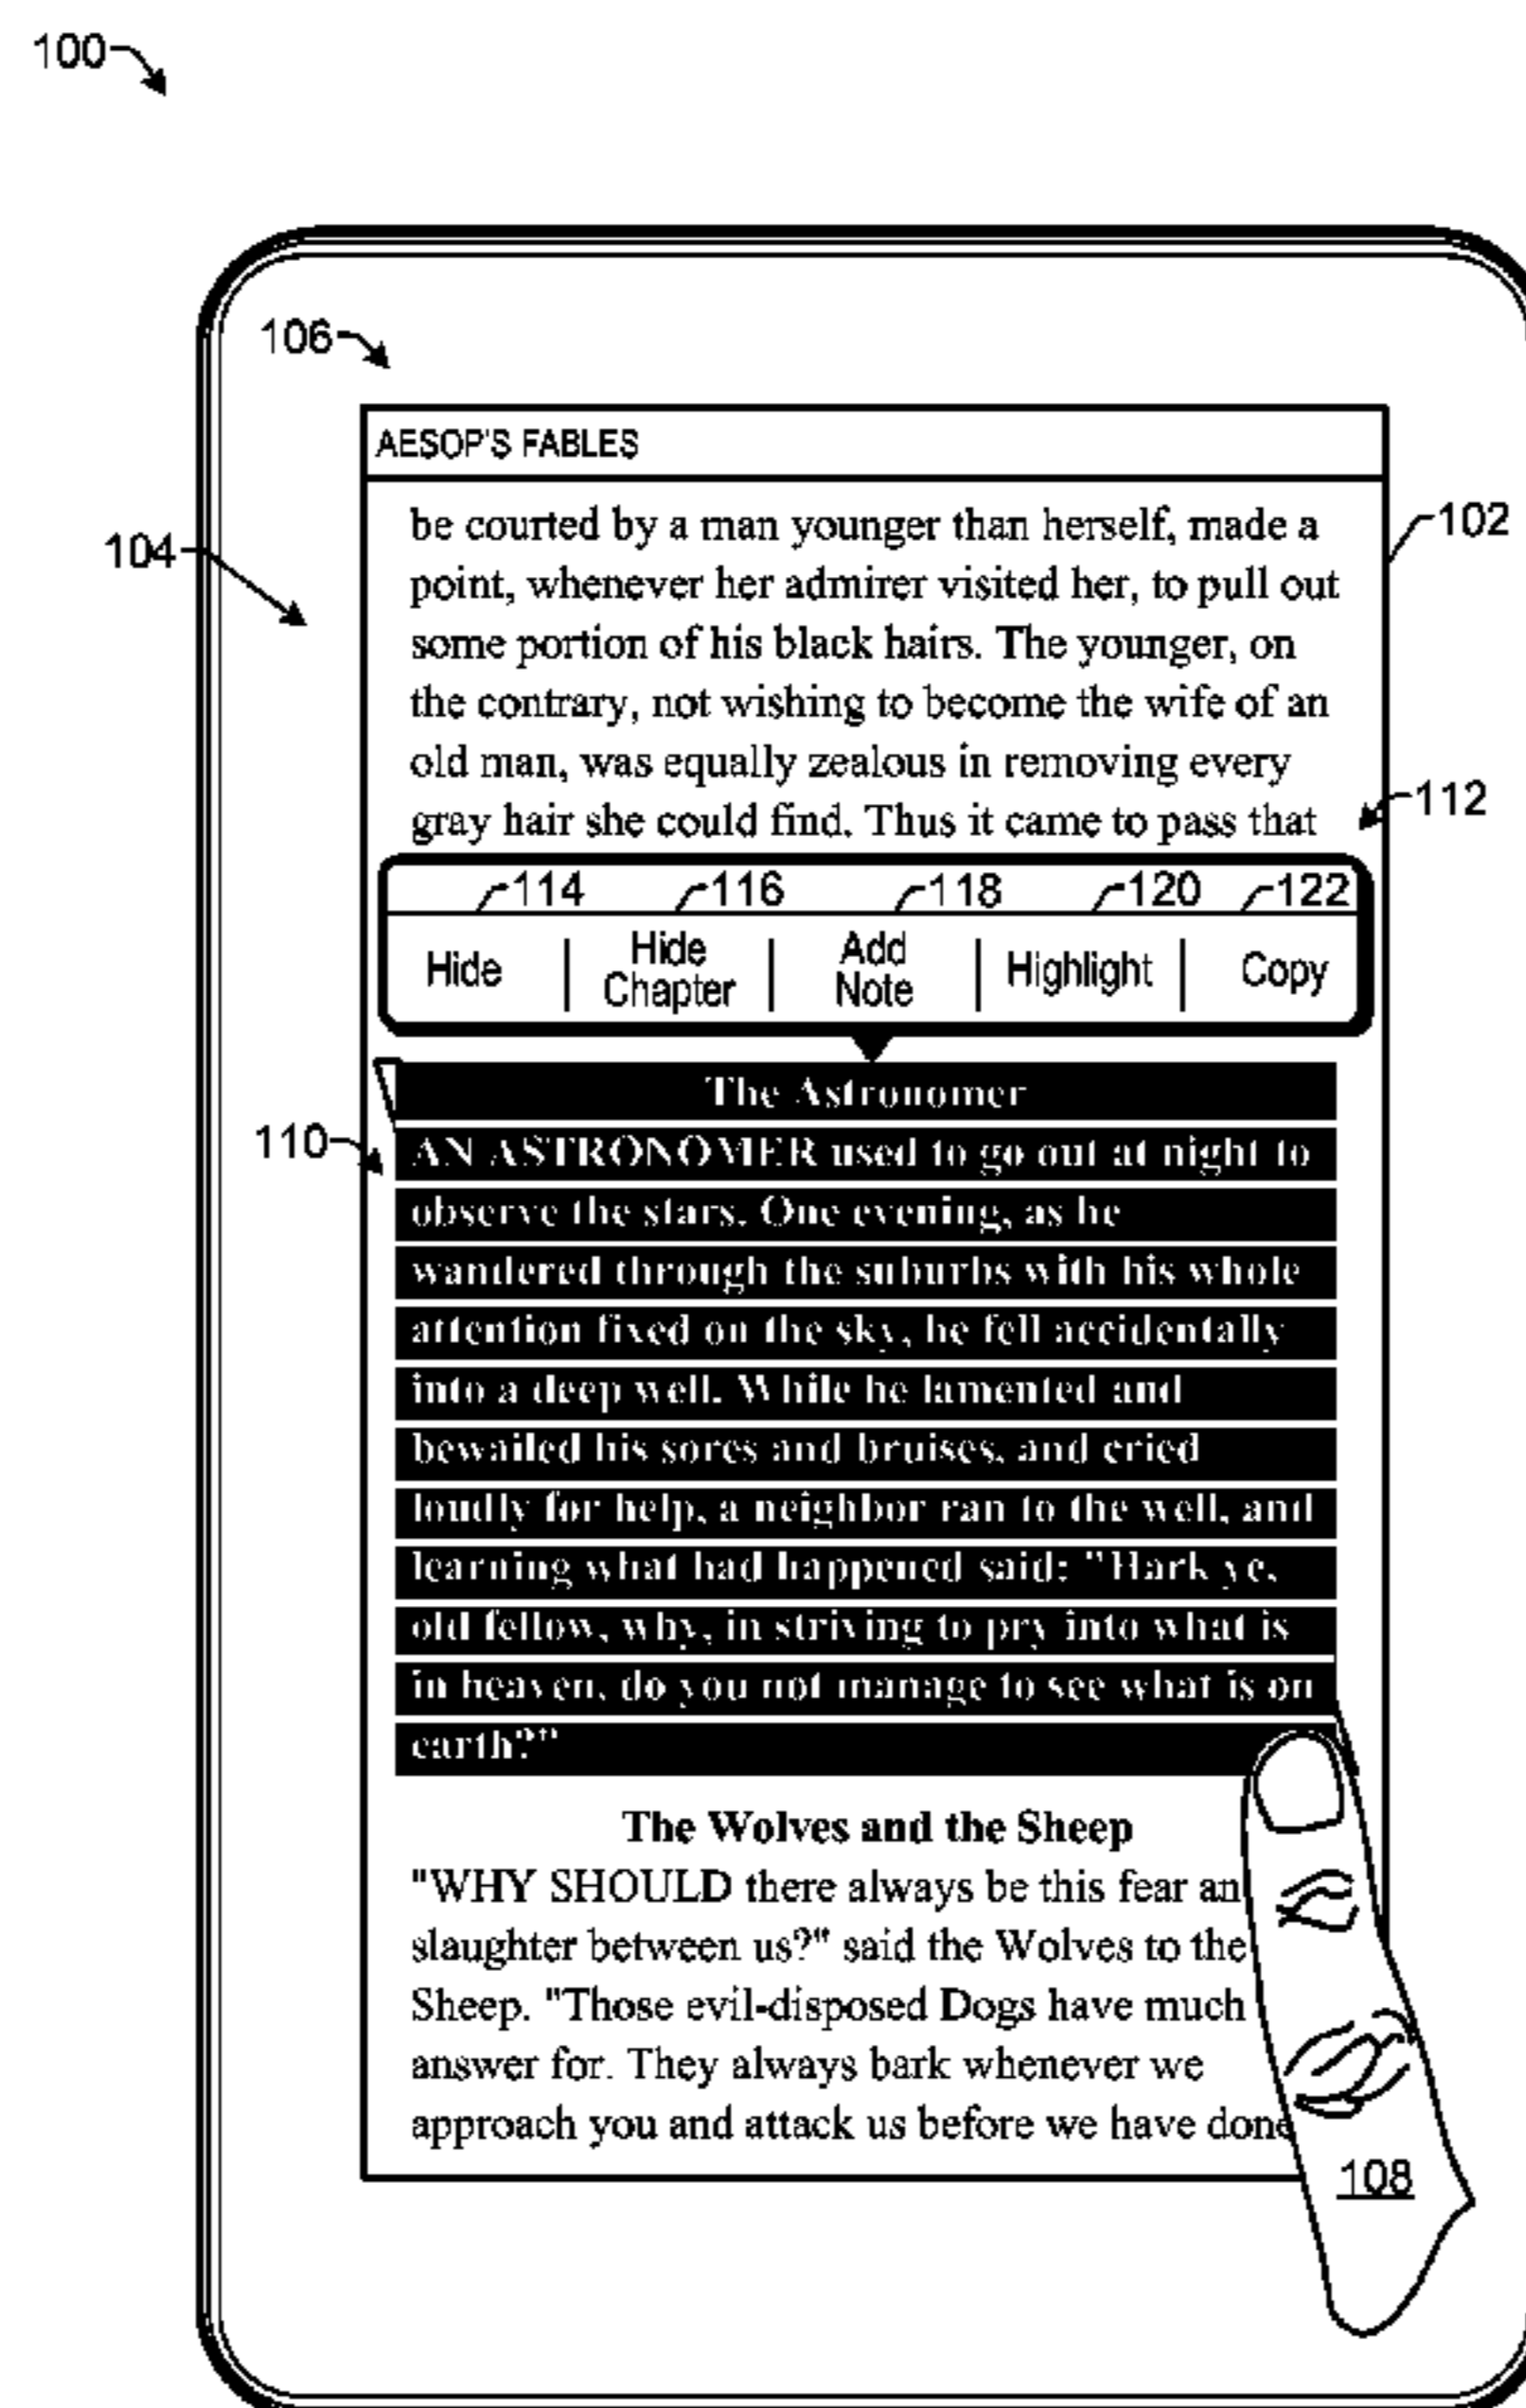 100
106
AESOP'S FABLES
104
102
be courted by a man younger than herself, made a
point, whenever her admirer visited her, to pull out
some portion of his black hairs. The younger, on
the contrary, not wishing to become the wife of an
old man, was equally zealous in removing every
gray hair she could find. Thus it came to pass that
112
114 116 118 120 122
Hide | Hide Chapter | Add Note | Highlight | Copy
The Astronomer
110
AN ASTRONOMER used to go out at night to
observe the stars. One evening, as he
wandered through the suburbs with his whole
attention fixed on the sky, he fell accidentally
into a deep well. While he lamented and
bewailed his sores and bruises, and cried
loudly for help, a neighbor ran to the well, and
learning what had happened said: "Hark ye,
old fellow, why, in striving to pry into what is
in heaven, do you not manage to see what is on
earth?"
The Wolves and the Sheep
"WHY SHOULD there always be this fear an
slaughter between us?" said the Wolves to the
Sheep. "Those evil-disposed Dogs have much
answer for. They always bark whenever we
approach you and attack us before we have done
108